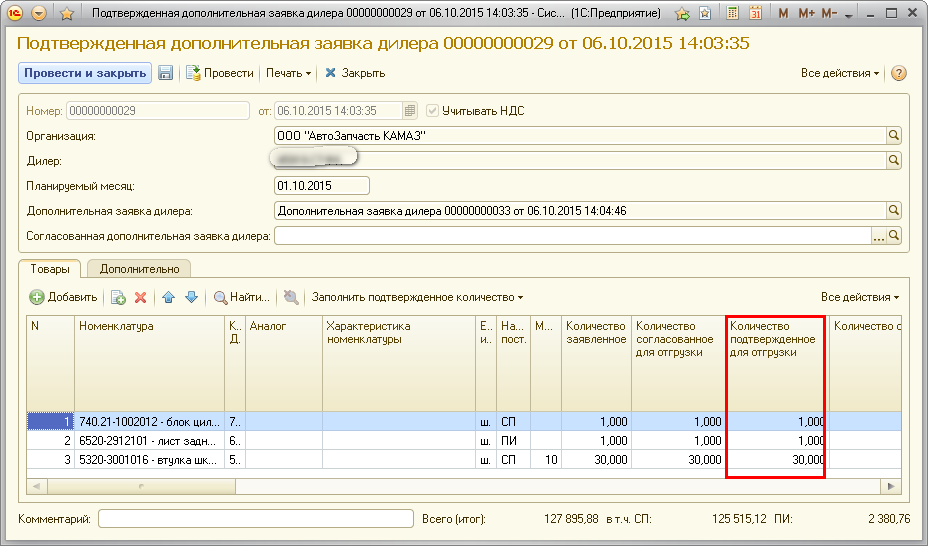 Подтвержденная дополнительная заявка дилера 00000000029 от 06.10.2015 14:03:35 - Сис... (1С:Предприятие)
M M+ M-
Подтвержденная дополнительная заявка дилера 00000000029 от 06.10.2015 14:03:35
Провести и закрыть Провести Печать Закрыть Все действия
Номер: 00000000029 от: 06.10.2015 14:03:35 Учитывать НДС
Организация: ООО "АвтоЗапчасть КАМАЗ"
Дилер:
Планируемый месяц: 01.10.2015
Дополнительная заявка дилера: Дополнительная заявка дилера 00000000033 от 06.10.2015 14:04:46
Согласованная дополнительная заявка дилера: ...
Товары Дополнительно
Добавить Найти... Заполнить подтвержденное количество Все действия
N Номенклатура К.. Аналог Характеристика Е.. На... М... Количество Количество Количество Количество с
Д. номенклатуры и.. пост. заявленное согласованное подтвержденное
для отгрузки для отгрузки
1 740.21-1002012 - блок цил... 7.. ш. СП 1,000 1,000 1,000
2 6520-2912101 - лист задн... 6.. ш. ПИ 1,000 1,000 1,000
3 5320-3001016 - втулка шк... 5.. ш. СП 10 30,000 30,000 30,000
Комментарий: Всего (итог): 127 895,88 в т.ч. СП: 125 515,12 ПИ: 2 380,76